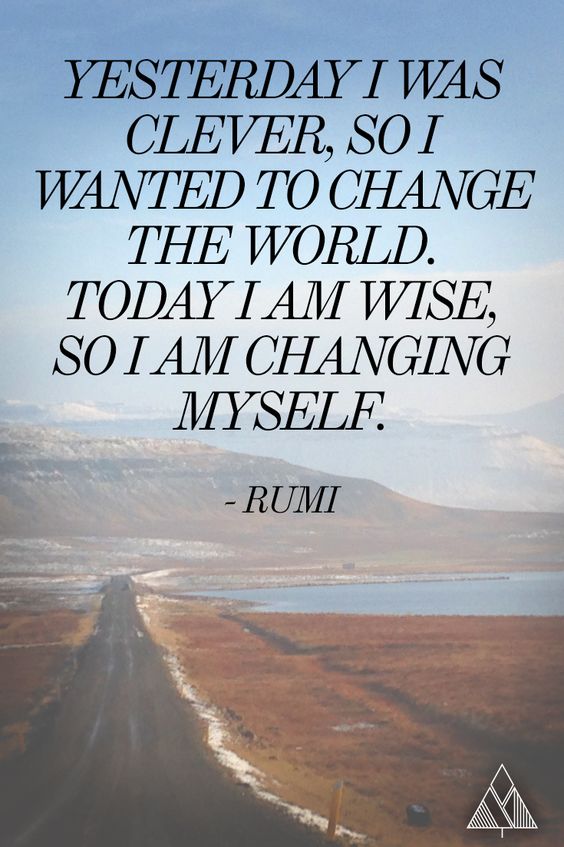 YESTERDAY I WAS
CLEVER, SO I
WANTED TO CHANGE
THE WORLD.
TODAY I AM WISE,
SO I AM CHANGING
MYSELF.
- RUMI